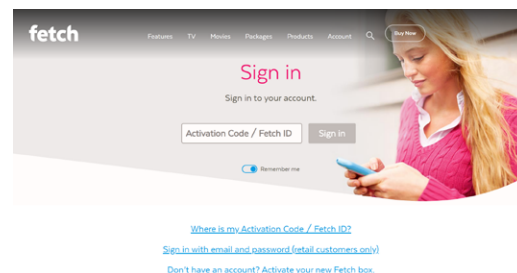 fetch
Features TV Movies Packages Products Account Buy Now
Sign in
Sign in to your account.
Activation Code / Fetch ID Sign in
Remember me
Where is my Activation Code / Fetch ID?
Sign in with email and password (retail customers only)
Don't have an account? Activate your new Fetch box.